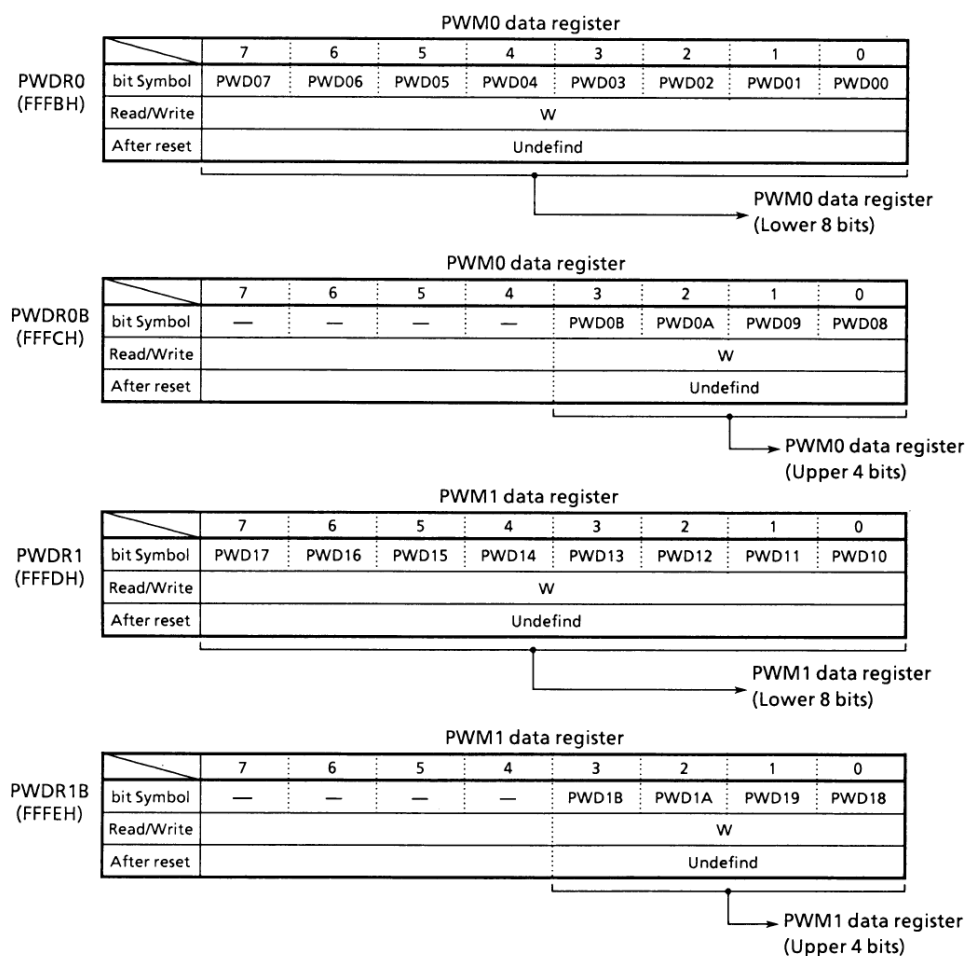 PWM0 data register
7 6 5 4 3 2 1 0
PWDR0 bit Symbol PWD07 PWD06 PWD05 PWD04 PWD03 PWD02 PWD01 PWD00
(FFFBH)
Read/Write W
After reset Undefind
PWM0 data register
(Lower 8 bits)
PWM0 data register
7 6 5 4 3 2 1 0
PWDR0B bit Symbol — — — — PWD0B PWD0A PWD09 PWD08
(FFFCH)
Read/Write W
After reset Undefind
PWM0 data register
(Upper 4 bits)
PWM1 data register
7 6 5 4 3 2 1 0
PWDR1 bit Symbol PWD17 PWD16 PWD15 PWD14 PWD13 PWD12 PWD11 PWD10
(FFFDH)
Read/Write W
After reset Undefind
PWM1 data register
(Lower 8 bits)
PWM1 data register
7 6 5 4 3 2 1 0
PWDR1B bit Symbol — — — — PWD1B PWD1A PWD19 PWD18
(FFFEH)
Read/Write W
After reset Undefind
PWM1 data register
(Upper 4 bits)